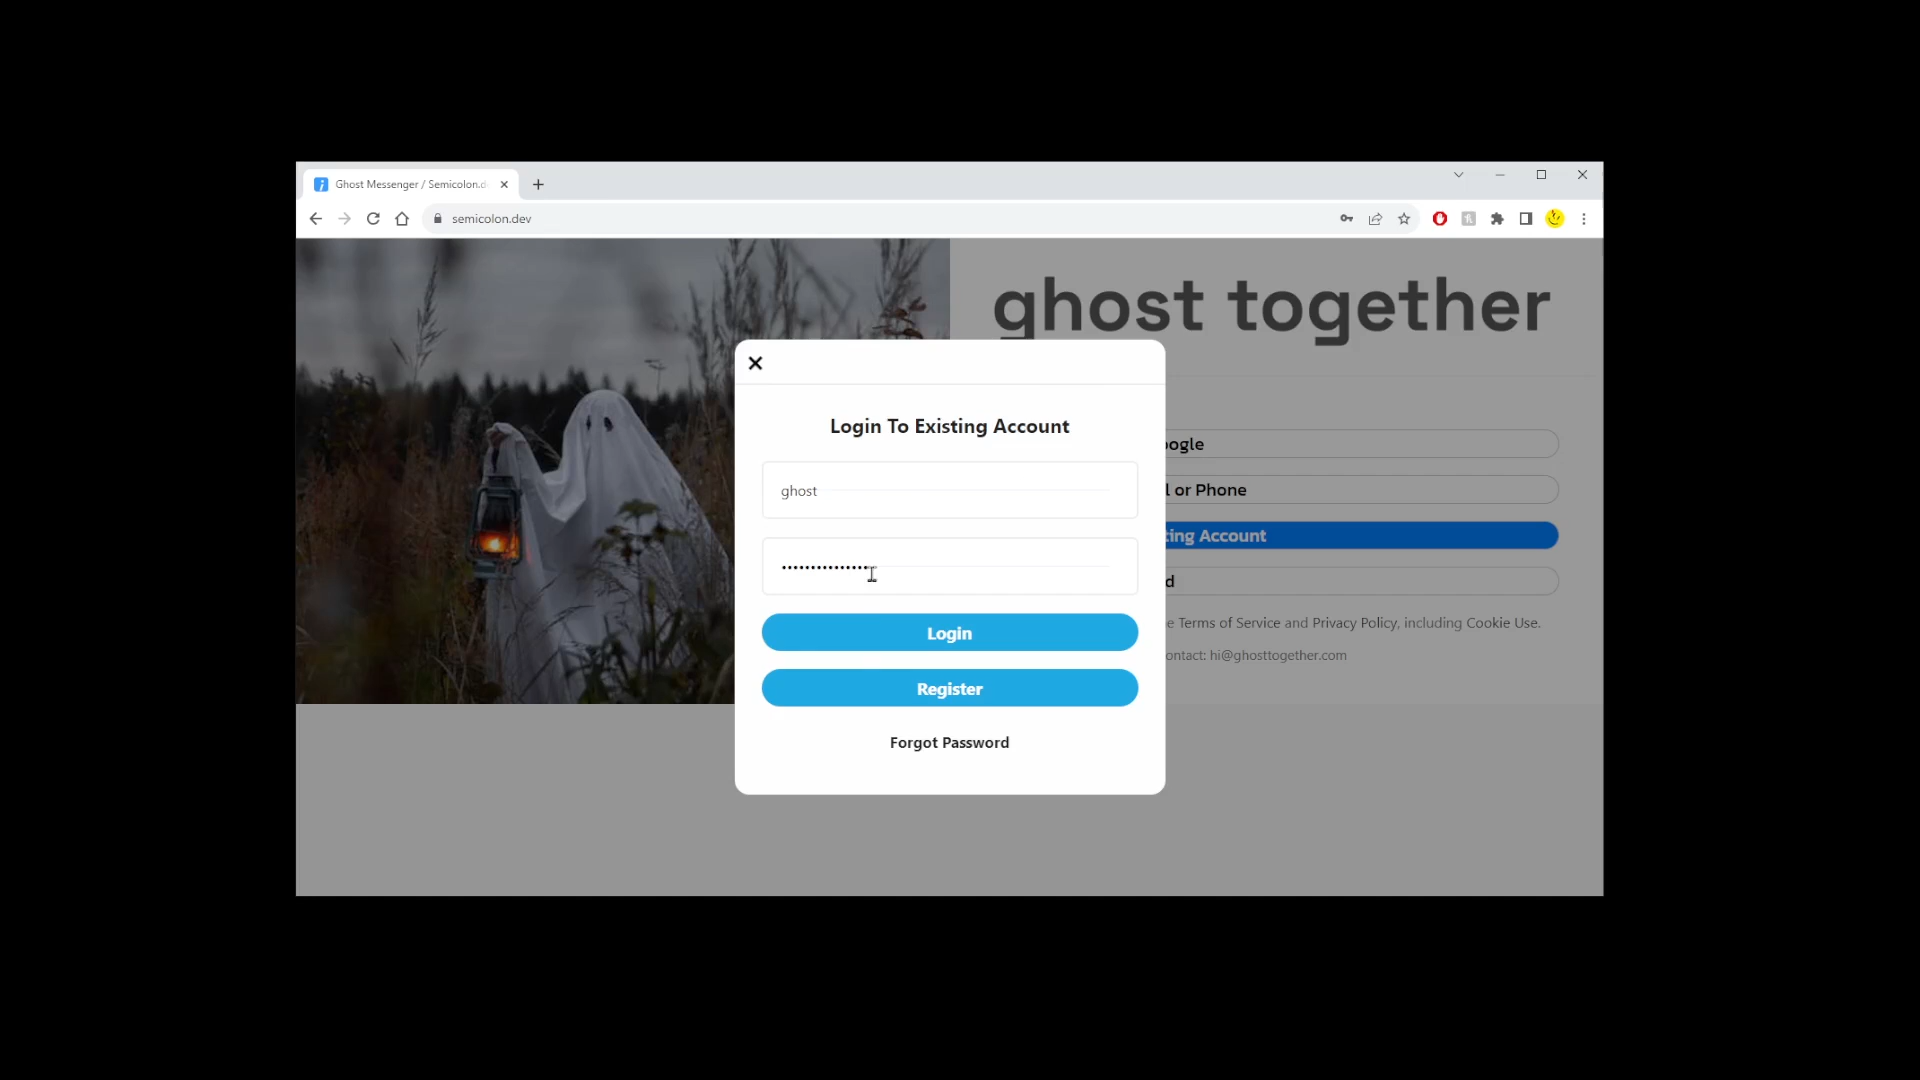 Ghost Messenger / Semicolon.d
semicolon.dev
ghost together
Login To Existing Account
ghost
Login
Register
Forgot Password
ogle
l or Phone
ting Account
d
e Terms of Service and Privacy Policy, including Cookie Use.
ontact: hi@ghosttogether.com